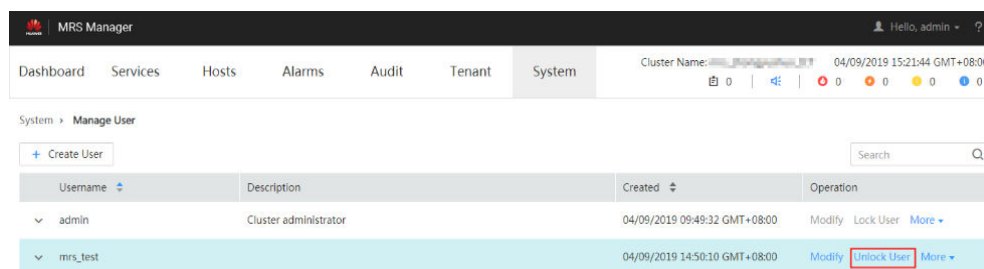 HUAWEI MRS Manager Hello, admin ?
Dashboard Services Hosts Alarms Audit Tenant System
Cluster Name: 04/09/2019 15:21:44 GMT+08:00
0 0 0 0 0
System > Manage User
+ Create User Search
Username Description Created Operation
admin Cluster administrator 04/09/2019 09:49:32 GMT+08:00 Modify Lock User More
mrs_test 04/09/2019 14:50:10 GMT+08:00 Modify Unlock User More